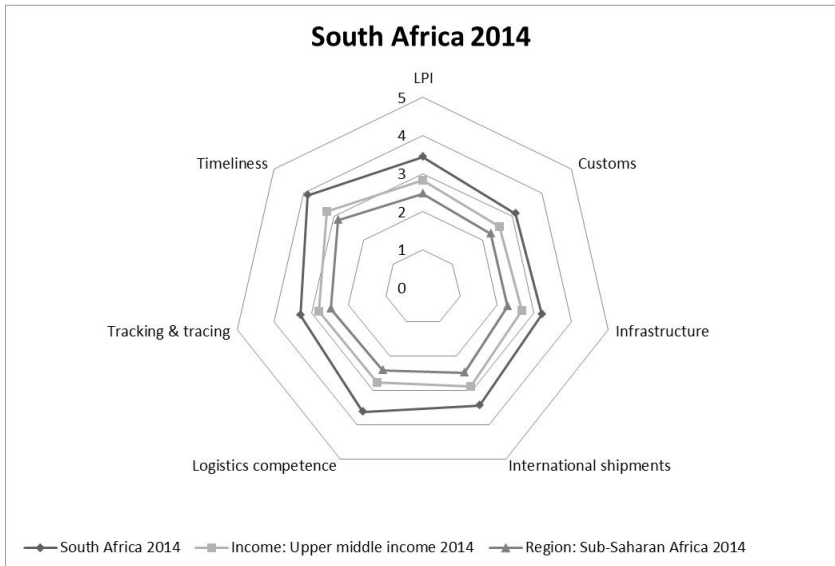 South Africa 2014
LPI
5
4
3
2
1
0
Timeliness
Customs
Tracking & tracing
Infrastructure
Logistics competence
International shipments
South Africa 2014
Income: Upper middle income 2014
Region: Sub-Saharan Africa 2014